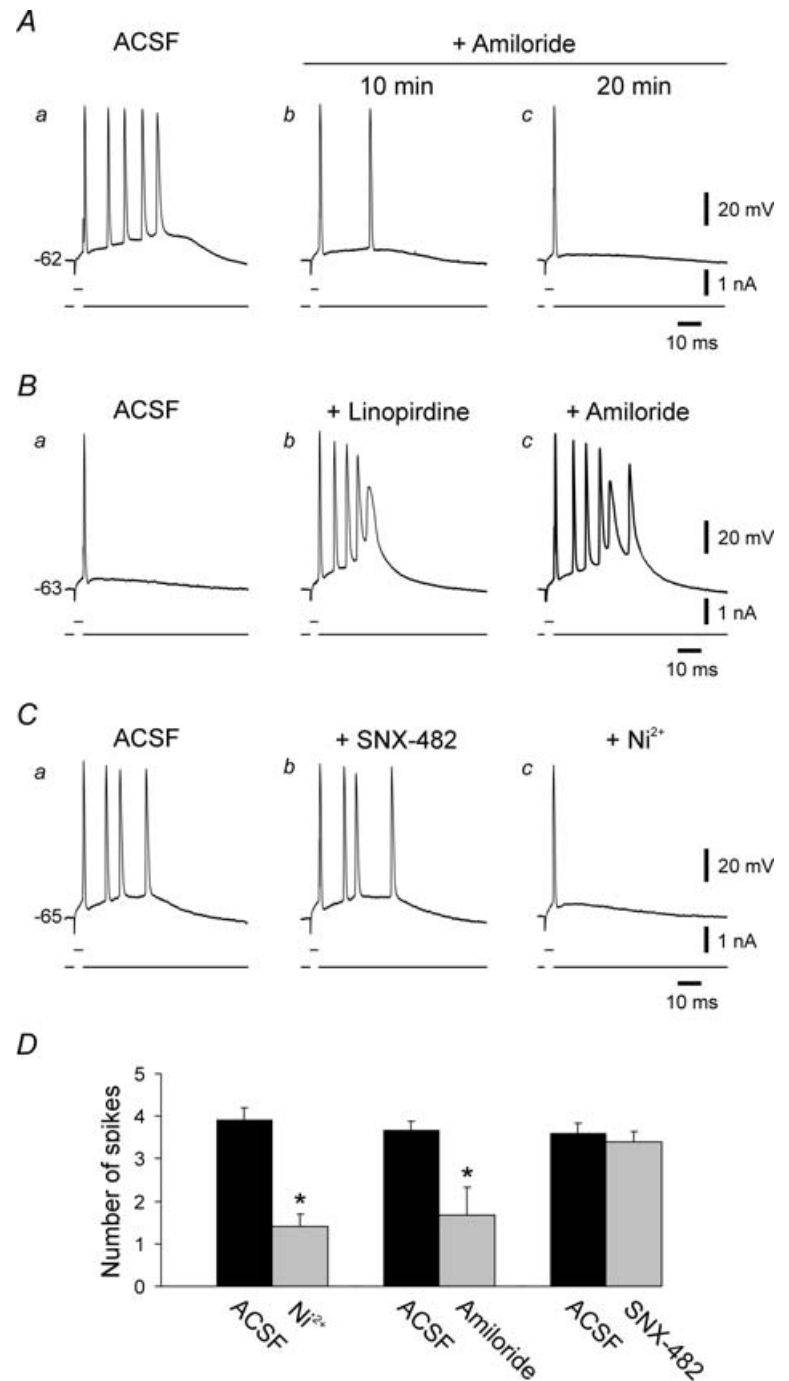 A
ACSF
+ Amiloride
10 min
20 min
a
b
c
-62
20 mV
1 nA
10 ms
B
ACSF
+ Linopirdine
+ Amiloride
a
b
c
-63
20 mV
1 nA
10 ms
C
ACSF
+ SNX-482
+ Ni²⁺
a
b
c
-65
20 mV
1 nA
10 ms
D
Number of spikes
5
4
3
2
1
0
*
*
ACSF
Ni²⁺
ACSF
Amiloride
ACSF
SNX-482